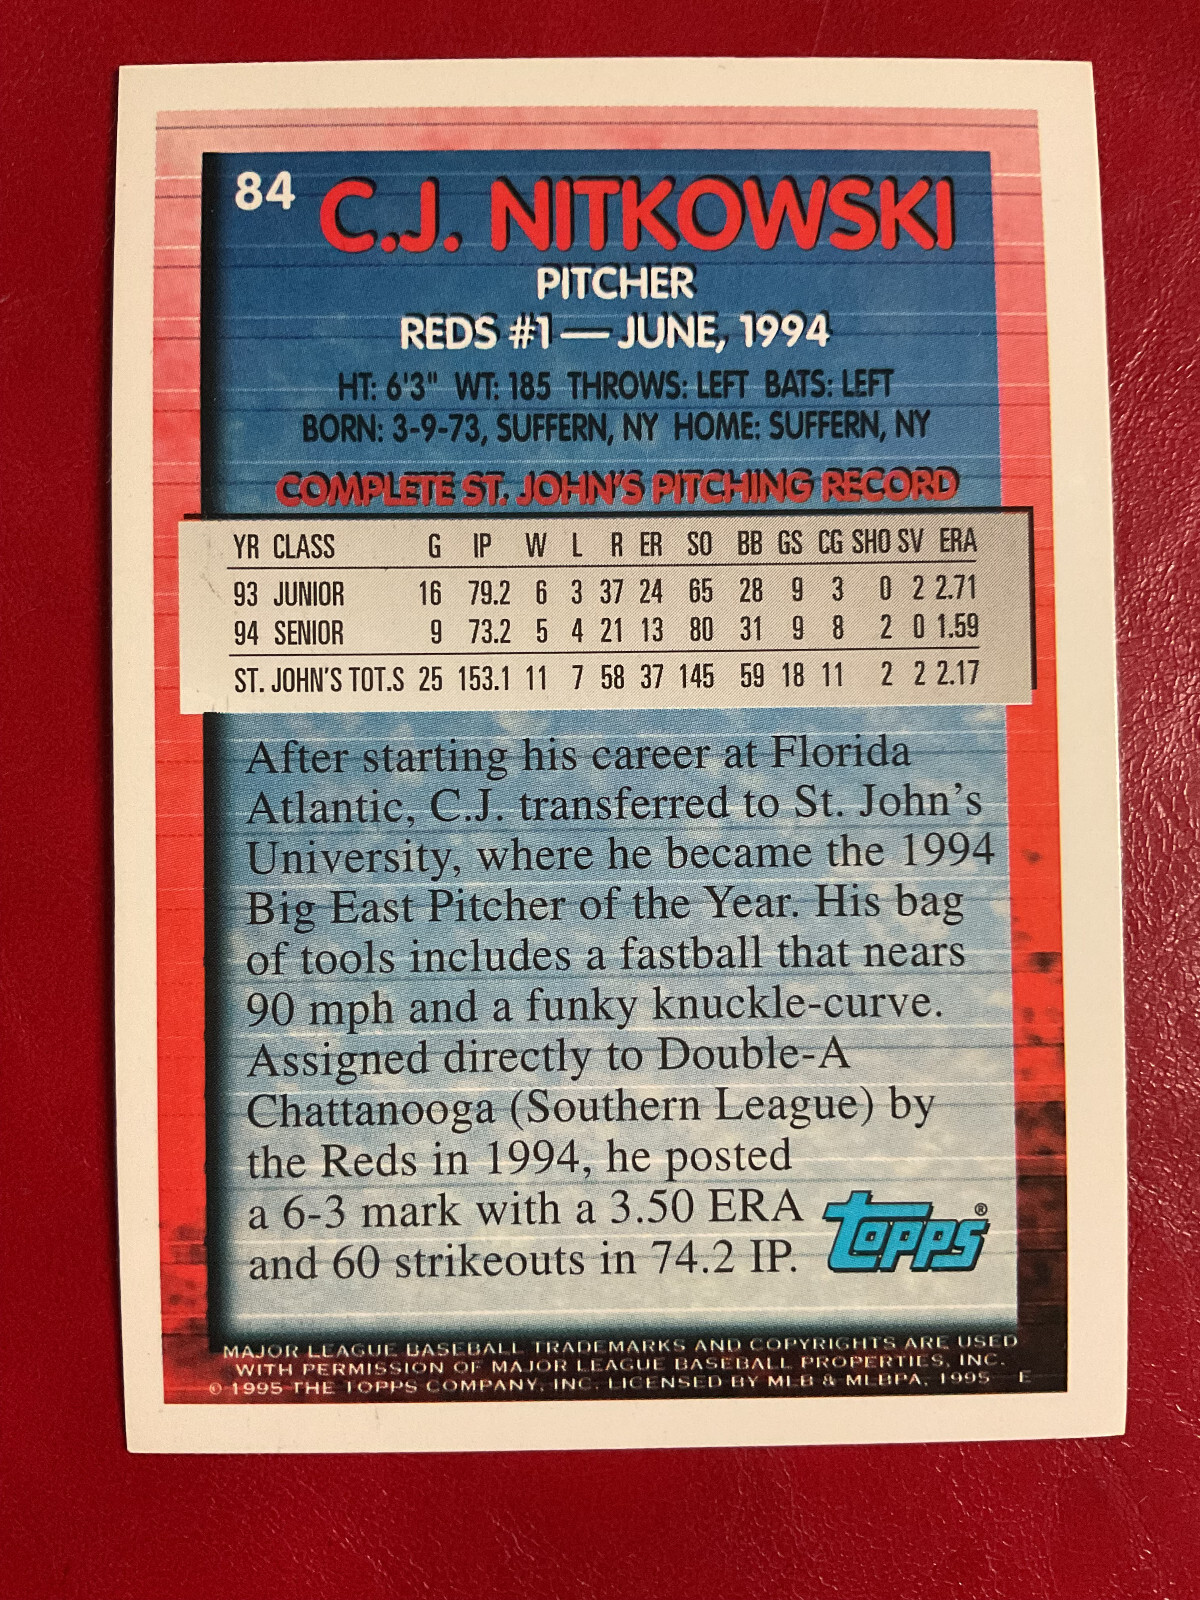 84
C.J. NITKOWSKI
PITCHER
REDS #1 — JUNE, 1994
HT: 6'3" WT: 185 THROWS: LEFT BATS: LEFT
BORN: 3-9-73, SUFFERN, NY HOME: SUFFERN, NY
COMPLETE ST. JOHN'S PITCHING RECORD
YR CLASS G IP W L R ER SO BB GS CG SHO SV ERA
93 JUNIOR 16 79.2 6 3 37 24 65 28 9 3 0 2 2.71
94 SENIOR 9 73.2 5 4 21 13 80 31 9 8 2 0 1.59
ST. JOHN'S TOT.S 25 153.1 11 7 58 37 145 59 18 11 2 2 2.17
After starting his career at Florida
Atlantic, C.J. transferred to St. John's
University, where he became the 1994
Big East Pitcher of the Year. His bag
of tools includes a fastball that nears
90 mph and a funky knuckle-curve.
Assigned directly to Double-A
Chattanooga (Southern League) by
the Reds in 1994, he posted
a 6-3 mark with a 3.50 ERA
and 60 strikeouts in 74.2 IP.
topps®
MAJOR LEAGUE BASEBALL TRADEMARKS AND COPYRIGHTS ARE USED
WITH PERMISSION OF MAJOR LEAGUE BASEBALL PROPERTIES, INC.
© 1995 THE TOPPS COMPANY, INC. LICENSED BY MLB & MLBPA, 1995 E